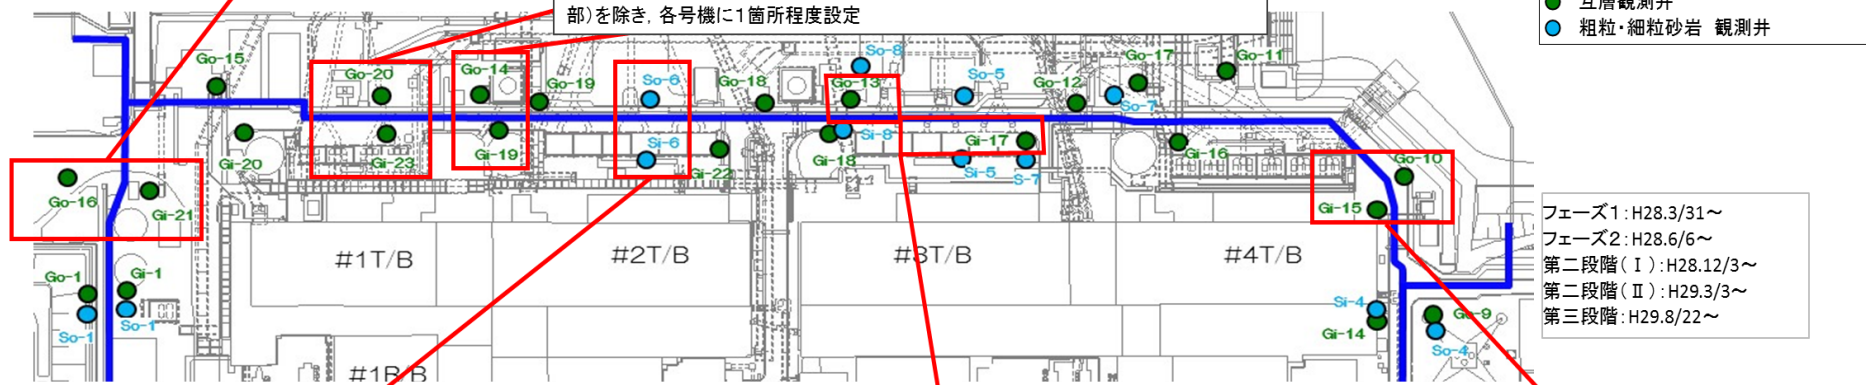 部)を除き, 各号機に1箇所程度設定
互層観測井
粗粒・細粒砂岩 観測井
So-8
Go-15
Go-20
Go-14
Go-19
So-6
Go-18
Go-13
So-5
Go-12
Go-17
Go-11
So-7
Gi-20
Gi-23
Gi-19
Si-6
Gi-22
Gi-18
Si-8
Gi-17
Si-5
S-7
Gi-16
Go-10
Gi-15
Go-16
Gi-21
#1T/B
#2T/B
#3T/B
#4T/B
Go-1
Gi-1
So-1
So-1
Si-4
Gi-14
Go-9
So-4
#1R/B
フェーズ1:H28.3/31~
フェーズ2:H28.6/6~
第二段階(Ⅰ):H28.12/3~
第二段階(Ⅱ):H29.3/3~
第三段階:H29.8/22~